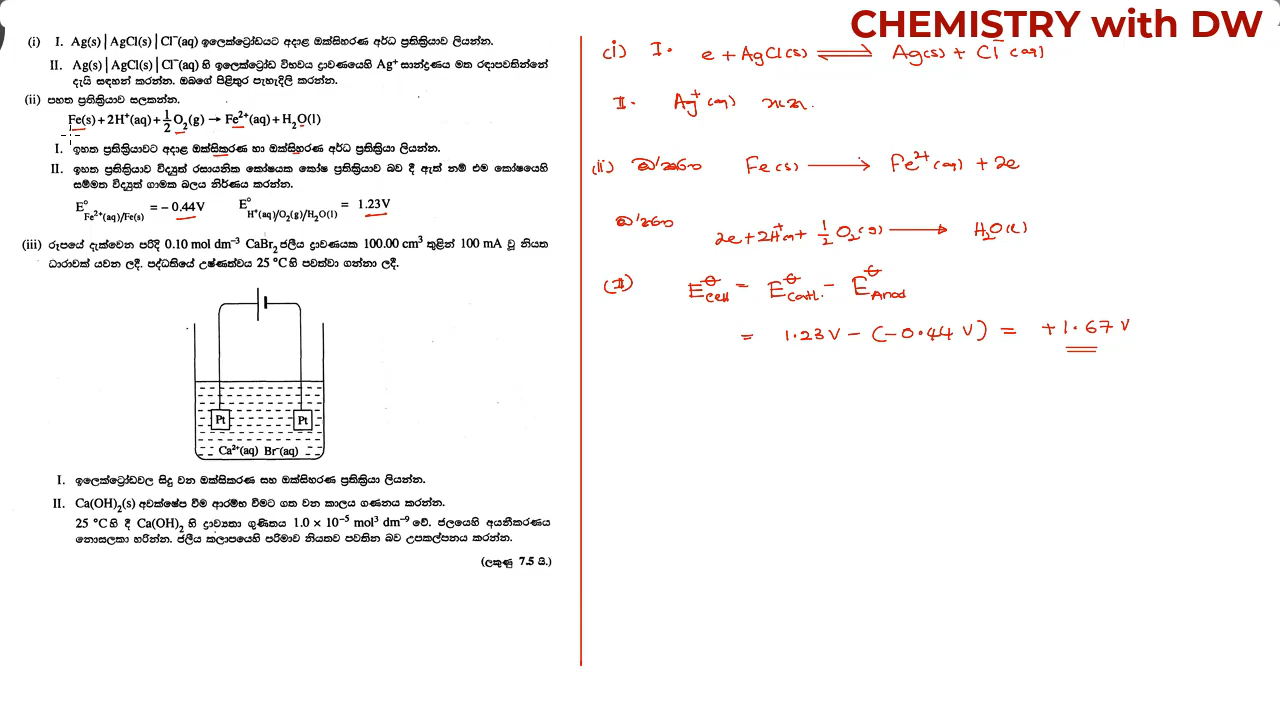 CHEMISTRY with DW
(i) I. Ag(s)│AgCl(s)│Cl⁻(aq) ඉලෙක්ට්‍රෝඩයට අදාළ ඔක්සිහරණ අර්ධ ප්‍රතික්‍රියාව ලියන්න.
II. Ag(s)│AgCl(s)│Cl⁻(aq) හි ඉලෙක්ට්‍රෝඩ විභවය ද්‍රාවණයෙහි Ag⁺ සාන්ද්‍රණය මත රඳාපවතින්නේ
දැයි සඳහන් කරන්න. ඔබගේ පිළිතුර පැහැදිලි කරන්න.
(ii) පහත ප්‍රතික්‍රියාව සලකන්න.
Fe(s) + 2H⁺(aq) + ½ O₂(g) → Fe²⁺(aq) + H₂O(l)
I. ඉහත ප්‍රතික්‍රියාවට අදාළ ඔක්සිකරණ හා ඔක්සිහරණ අර්ධ ප්‍රතික්‍රියා ලියන්න.
II. ඉහත ප්‍රතික්‍රියාව විද්‍යුත් රසායනික කෝෂයක කෝෂ ප්‍රතික්‍රියාව බව දී ඇත් නම් එම කෝෂයෙහි
සම්මත විද්‍යුත් ගාමක බලය නිර්ණය කරන්න.
E° Fe²⁺(aq)/Fe(s) = – 0.44V E° H⁺(aq)/O₂(g)/H₂O(l) = 1.23V
(iii) රූපයේ දැක්වෙන පරිදි 0.10 mol dm⁻³ CaBr₂ ජලීය ද්‍රාවණයක 100.00 cm³ තුළින් 100 mA වූ නියත
ධාරාවක් යවන ලදී. පද්ධතියේ උෂ්ණත්වය 25 °C හි පවත්වා ගන්නා ලදී.
Pt Pt
Ca²⁺(aq) Br⁻(aq)
I. ඉලෙක්ට්‍රෝඩවල සිදු වන ඔක්සිකරණ සහ ඔක්සිහරණ ප්‍රතික්‍රියා ලියන්න.
II. Ca(OH)₂(s) අවක්ෂේප වීම ආරම්භ වීමට ගත වන කාලය ගණනය කරන්න.
25 °C හි දී Ca(OH)₂ හි ද්‍රාව්‍යතා ගුණිතය 1.0 × 10⁻⁵ mol³ dm⁻⁹ වේ. ජලයෙහි අයනීකරණය
නොසලකා හරින්න. ජලීය කලාපයෙහි පරිමාව නියතව පවතින බව උපකල්පනය කරන්න.
(ලකුණු 7.5 යි.)
(i) I. e + AgCl(s) ⇌ Ag(s) + Cl⁻(aq)
II. Ag⁺(aq)
(ii) Fe(s) → Fe²⁺(aq) + 2e
2e + 2H⁺(aq) + ½ O₂(g) → H₂O(l)
(II) E⦵cell = E⦵Cath. – E⦵Anod
= 1.23V – (–0.44 V) = +1.67 V